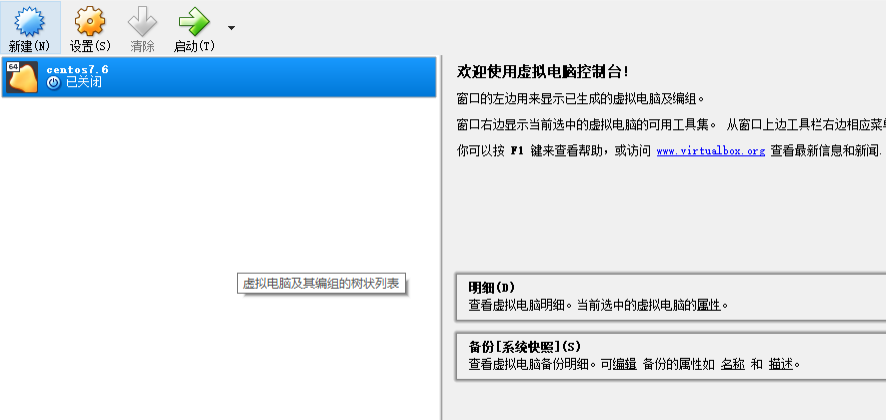 新建(N) 设置(S) 清除 启动(T)
64
centos7.6
已关闭
虚拟电脑及其编组的树状列表
欢迎使用虚拟电脑控制台!
窗口的左边用来显示已生成的虚拟电脑及编组。
窗口右边显示当前选中的虚拟电脑的可用工具集。 从窗口上边工具栏右边相应菜单
你可以按 F1 键来查看帮助，或访问 www.virtualbox.org 查看最新信息和新闻.
明细(D)
查看虚拟电脑明细。当前选中的虚拟电脑的属性。
备份[系统快照](S)
查看虚拟电脑备份明细。可编辑 备份的属性如 名称 和 描述。